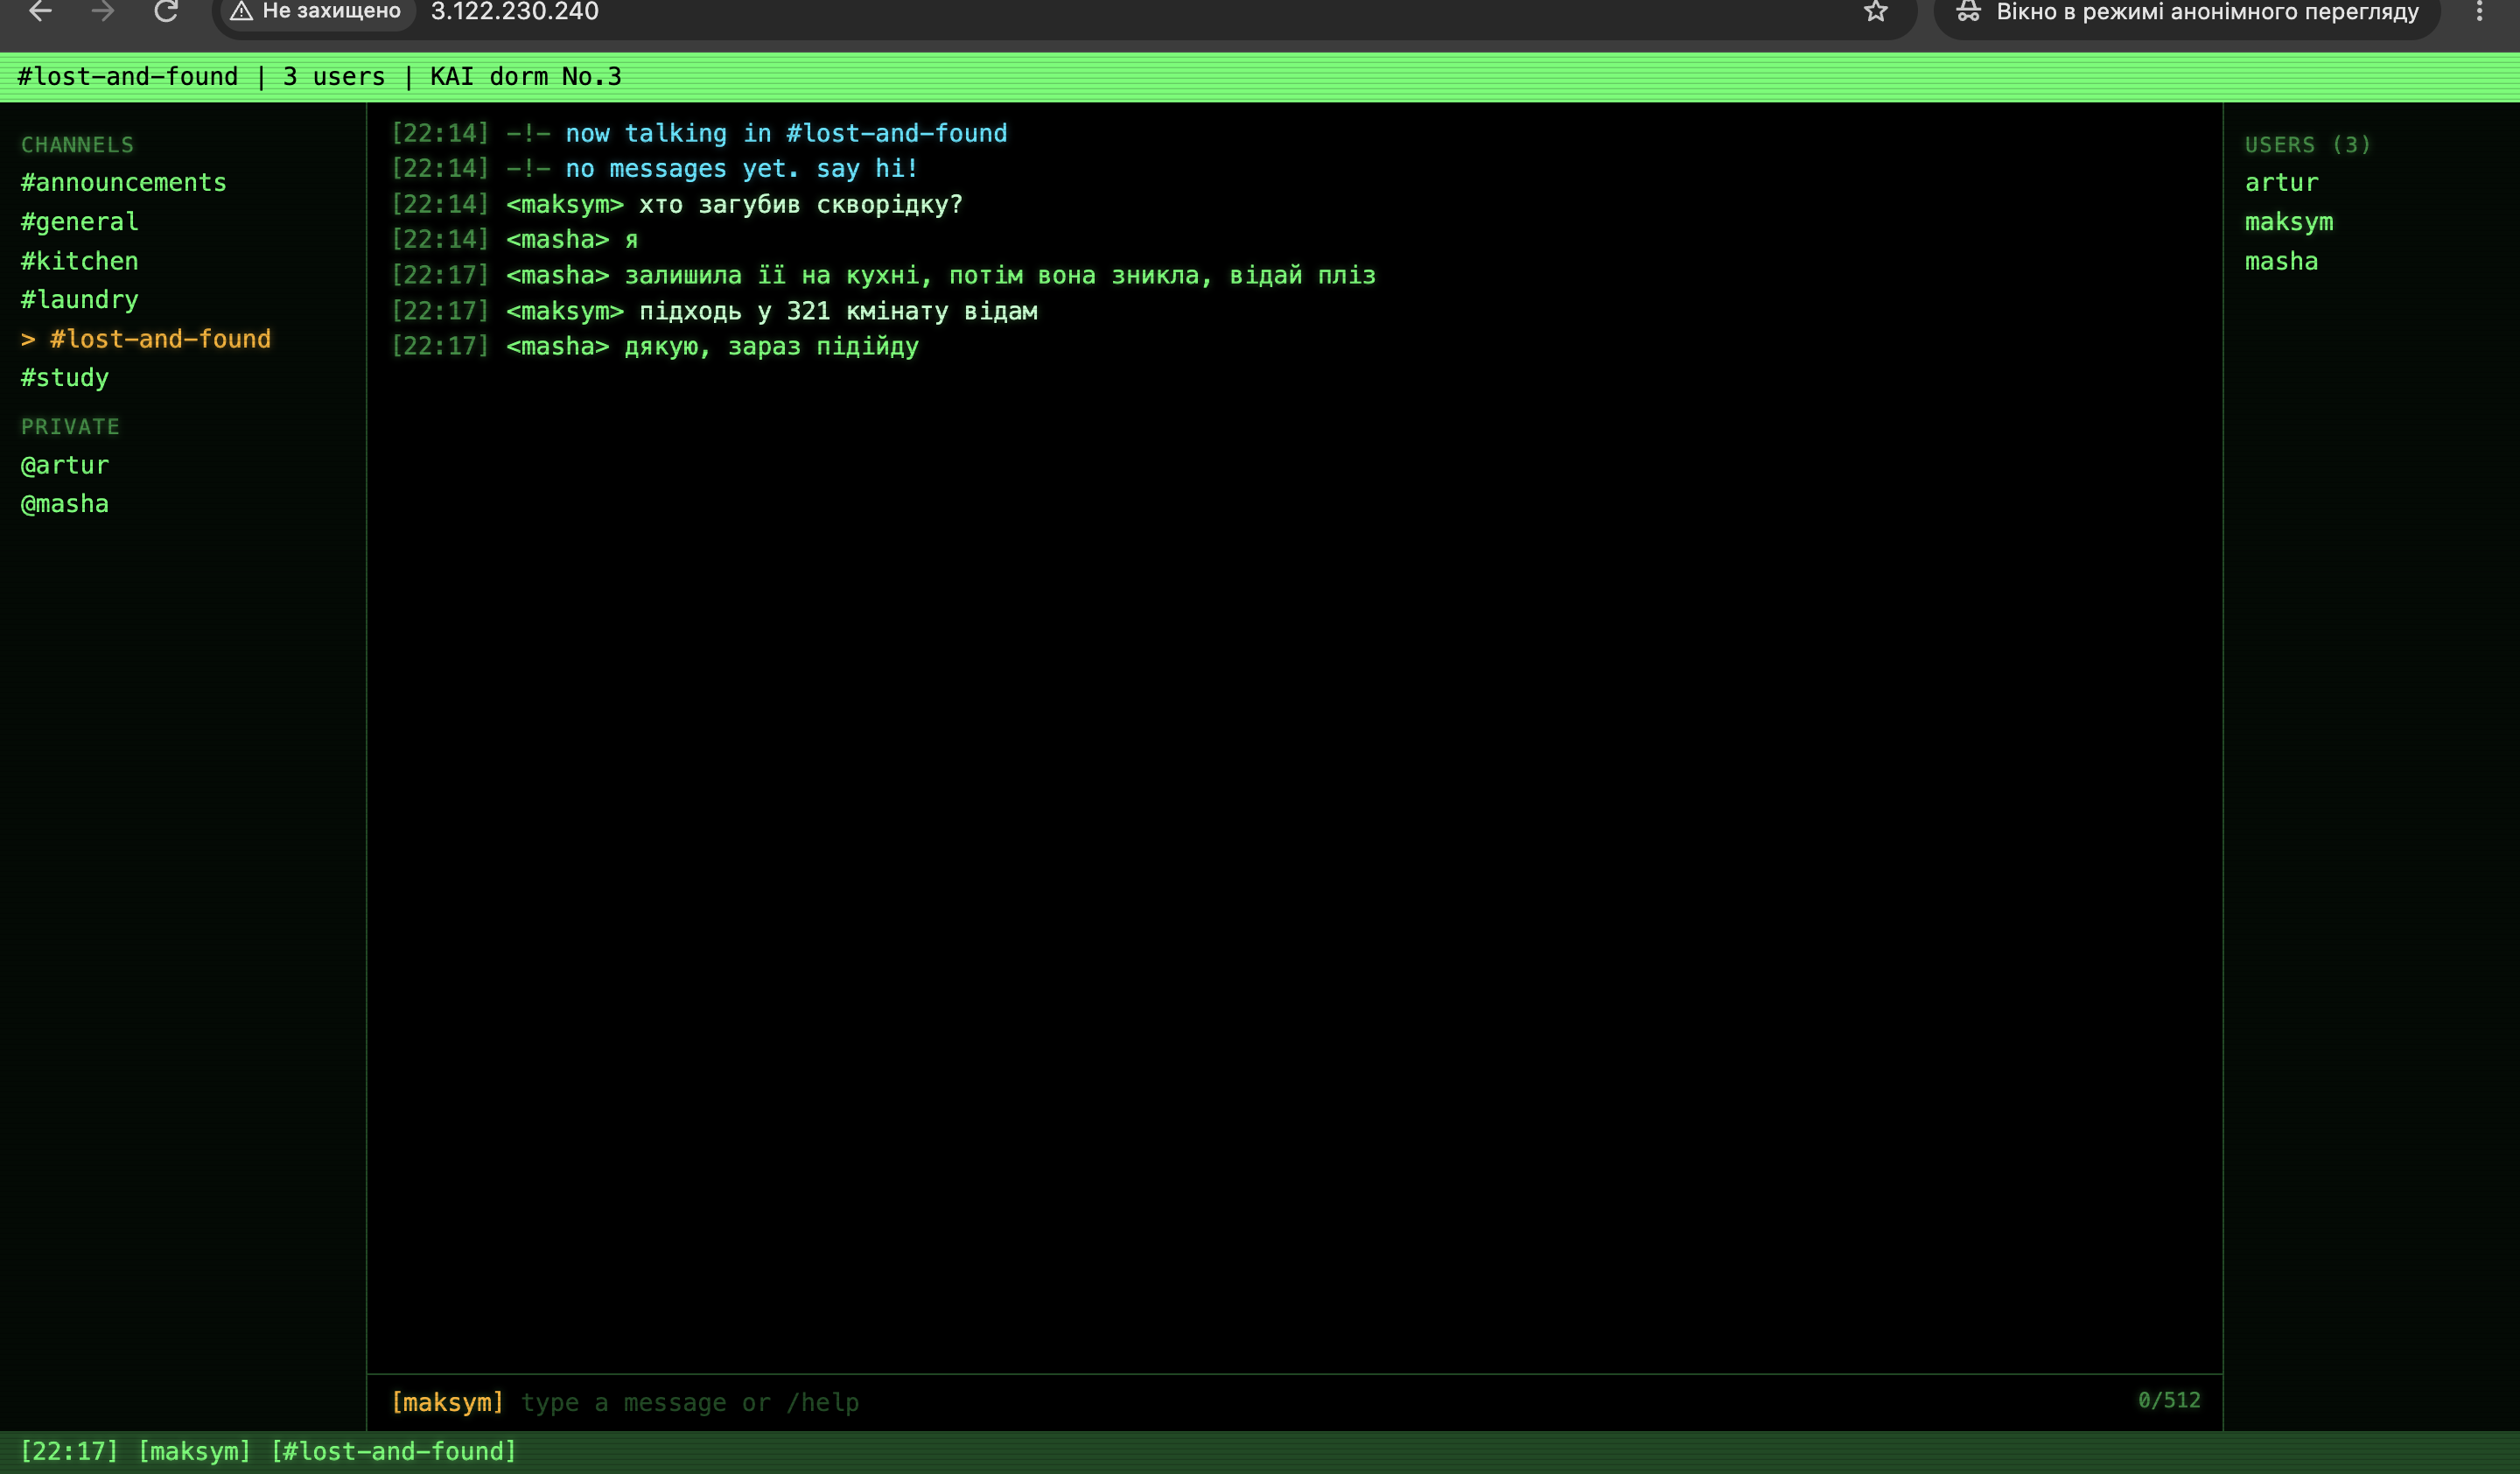 Не захищено 3.122.230.240 Вікно в режимі анонімного перегляду
#lost-and-found | 3 users | KAI dorm No.3
CHANNELS
#announcements
#general
#kitchen
#laundry
> #lost-and-found
#study
PRIVATE
@artur
@masha
[22:14] -!- now talking in #lost-and-found
[22:14] -!- no messages yet. say hi!
[22:14] <maksym> хто загубив скворідку?
[22:14] <masha> я
[22:17] <masha> залишила її на кухні, потім вона зникла, відай пліз
[22:17] <maksym> підходь у 321 кмінату відам
[22:17] <masha> дякую, зараз підійду
USERS (3)
artur
maksym
masha
[maksym] type a message or /help 0/512
[22:17] [maksym] [#lost-and-found]